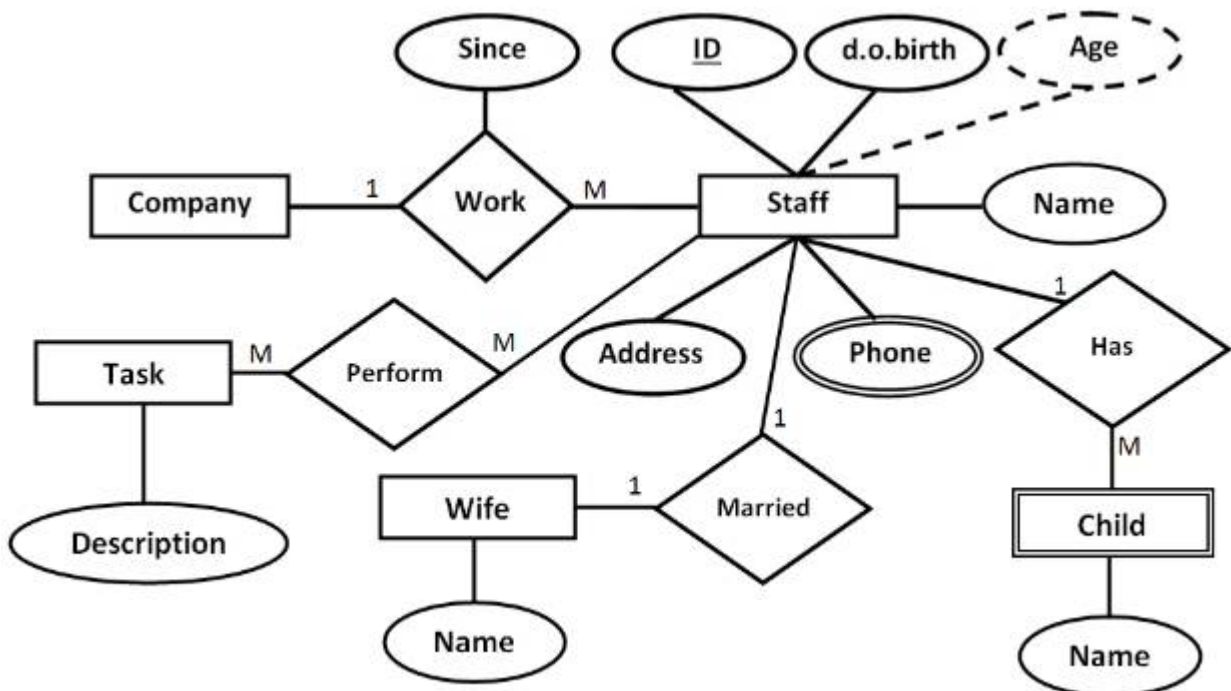 Since
ID
d.o.birth
Age
Company
1
Work
M
Staff
Name
1
Task
M
Perform
M
Address
Phone
Has
1
M
Wife
1
Married
Child
Description
Name
Name